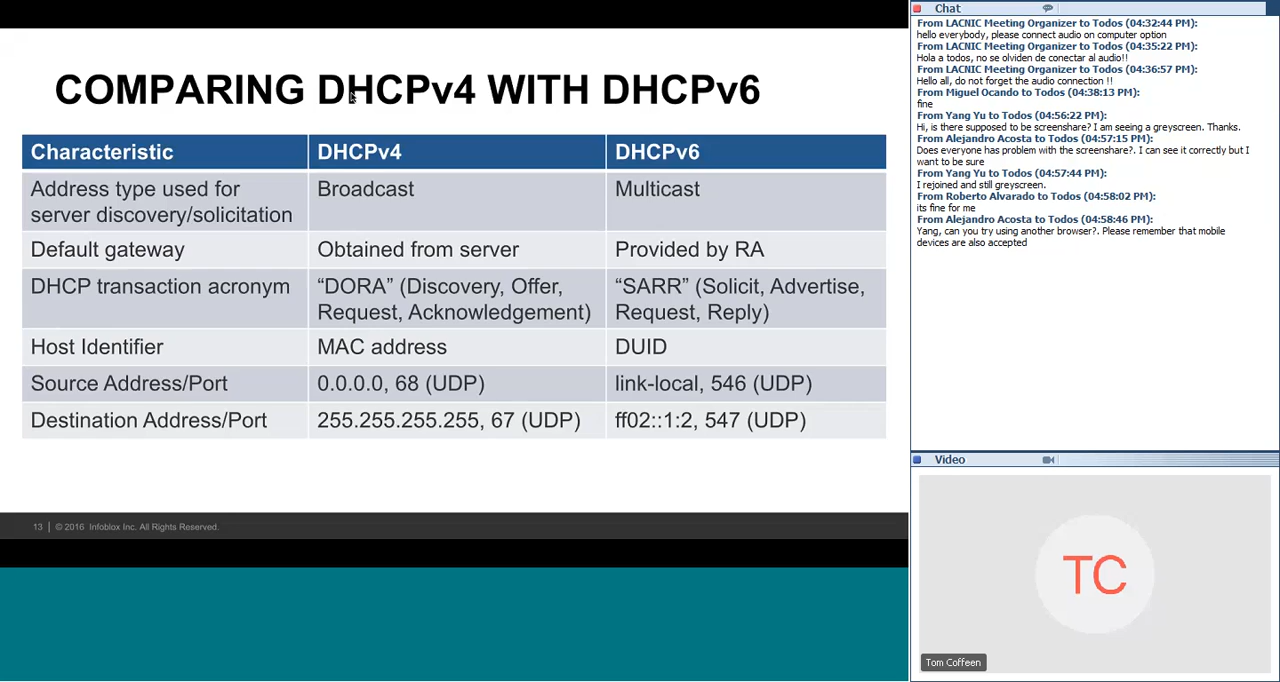 COMPARING DHCPv4 WITH DHCPv6
Characteristic DHCPv4 DHCPv6
Address type used for server discovery/solicitation Broadcast Multicast
Default gateway Obtained from server Provided by RA
DHCP transaction acronym “DORA” (Discovery, Offer, Request, Acknowledgement) “SARR” (Solicit, Advertise, Request, Reply)
Host Identifier MAC address DUID
Source Address/Port 0.0.0.0, 68 (UDP) link-local, 546 (UDP)
Destination Address/Port 255.255.255.255, 67 (UDP) ff02::1:2, 547 (UDP)
13 | © 2016 Infoblox Inc. All Rights Reserved.
Chat
From LACNIC Meeting Organizer to Todos (04:32:44 PM):
hello everybody, please connect audio on computer option
From LACNIC Meeting Organizer to Todos (04:35:22 PM):
Hola a todos, no se olviden de conectar al audio!!
From LACNIC Meeting Organizer to Todos (04:36:57 PM):
Hello all, do not forget the audio connection !!
From Miguel Ocando to Todos (04:38:13 PM):
fine
From Yang Yu to Todos (04:56:22 PM):
Hi, is there supposed to be screenshare? I am seeing a greyscreen. Thanks.
From Alejandro Acosta to Todos (04:57:15 PM):
Does everyone has problem with the screenshare?. I can see it correctly but I
want to be sure
From Yang Yu to Todos (04:57:44 PM):
I rejoined and still greyscreen.
From Roberto Alvarado to Todos (04:58:02 PM):
its fine for me
From Alejandro Acosta to Todos (04:58:46 PM):
Yang, can you try using another browser?. Please remember that mobile
devices are also accepted
Video
TC
Tom Coffeen